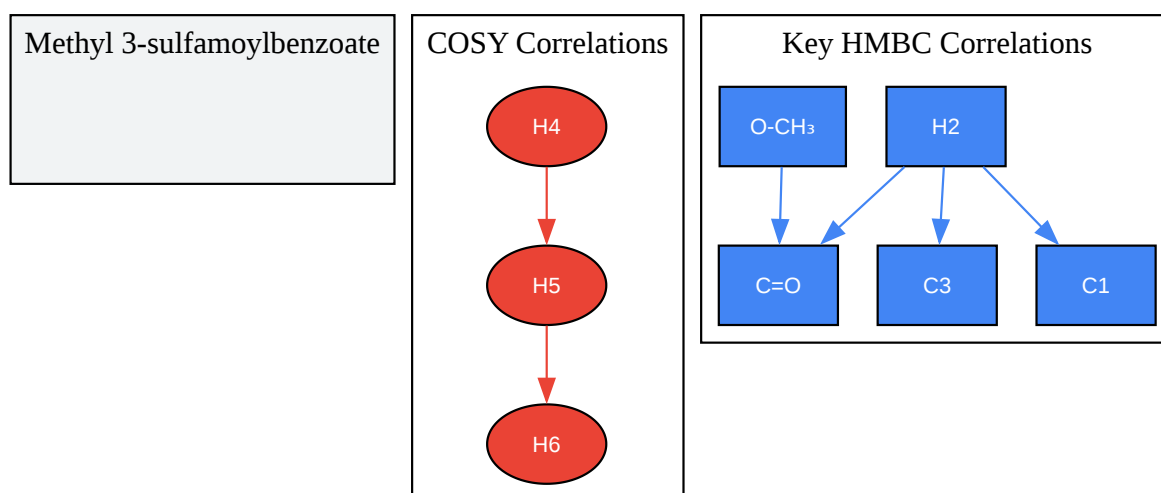 Methyl 3-sulfamoylbenzoate
COSY Correlations
H4
H5
H6
Key HMBC Correlations
O-CH₃
H2
C=O
C3
C1